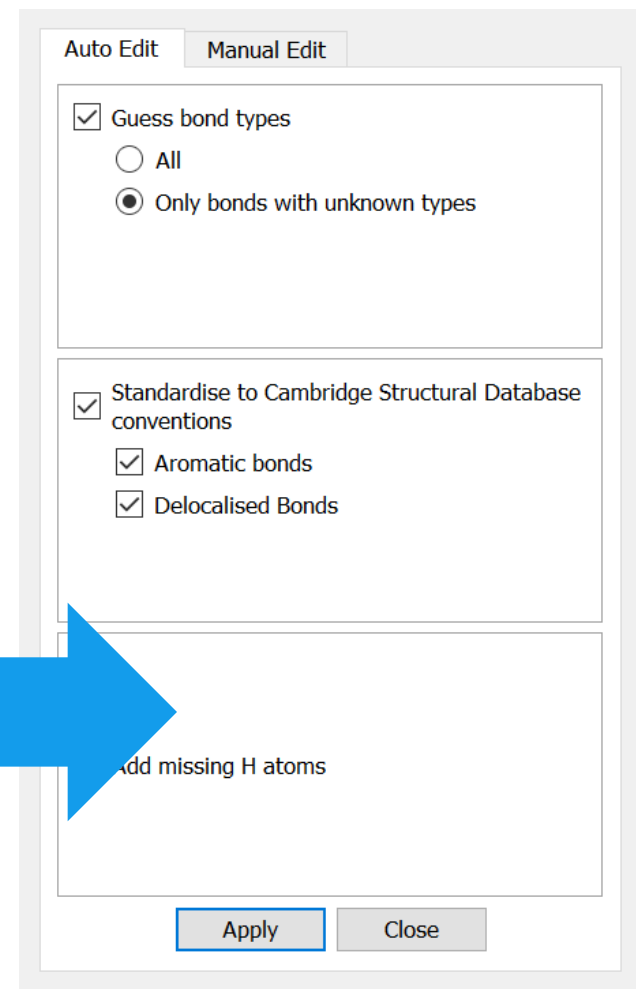 Auto Edit Manual Edit
Guess bond types
All
Only bonds with unknown types
Standardise to Cambridge Structural Database
conventions
Aromatic bonds
Delocalised Bonds
Add missing H atoms
Apply Close